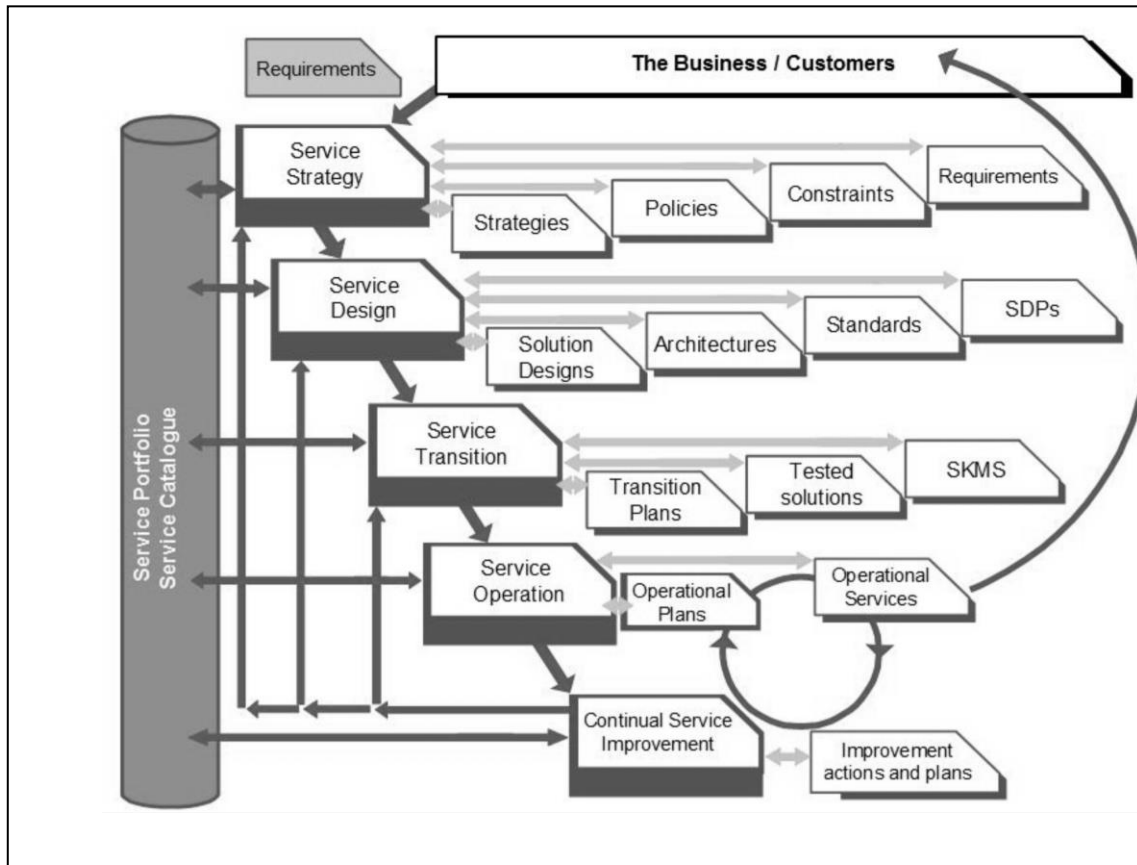 Requirements
The Business / Customers
Service
Strategy
Strategies
Policies
Constraints
Requirements
Service
Design
Solution
Designs
Architectures
Standards
SDPs
Service
Transition
Transition
Plans
Tested
solutions
SKMS
Service
Operation
Operational
Plans
Operational
Services
Continual Service
Improvement
Improvement
actions and plans
Service Portfolio
Service Catalogue